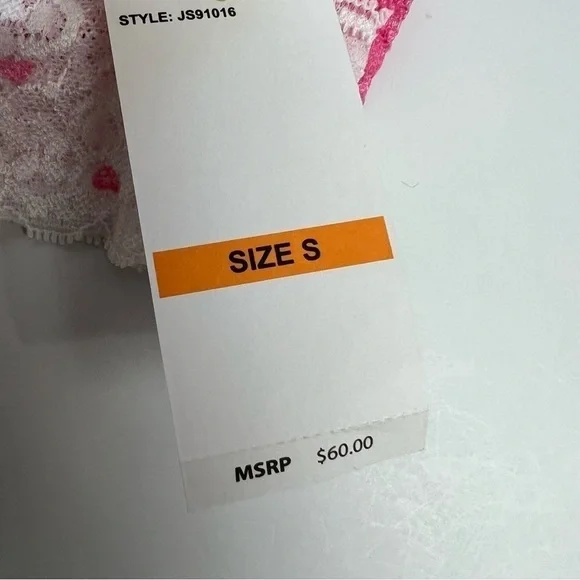 STYLE: JS91016
SIZE S
MSRP $60.00